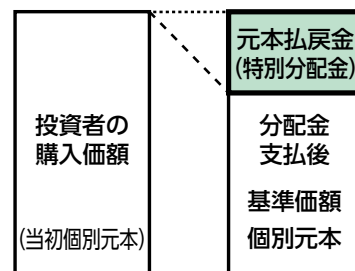 投資者の
購入価額
(当初個別元本)
元本払戻金
(特別分配金)
分配金
支払後
基準価額
個別元本